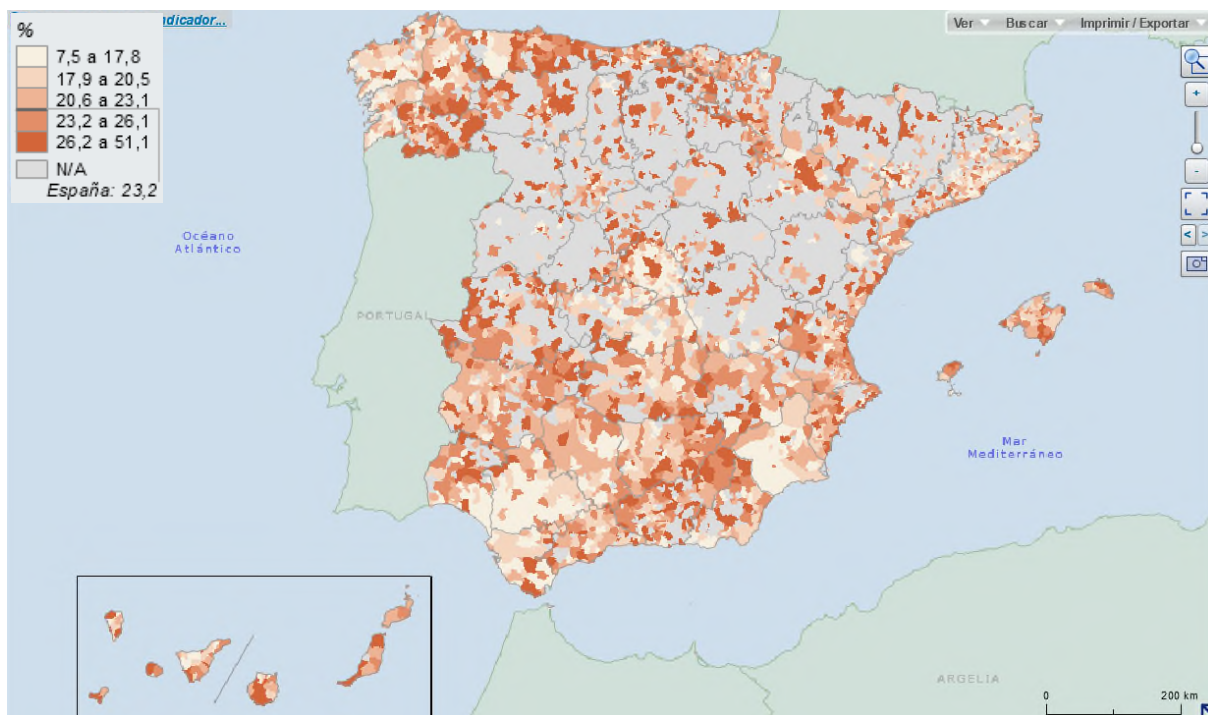 indicador...
Ver
Buscar
Imprimir / Exportar
%
7,5 a 17,8
17,9 a 20,5
20,6 a 23,1
23,2 a 26,1
26,2 a 51,1
N/A
España: 23,2
+
-
< >
Océano
Atlántico
PORTUGAL
Mar
Mediterráneo
ARGELIA
0
200 km